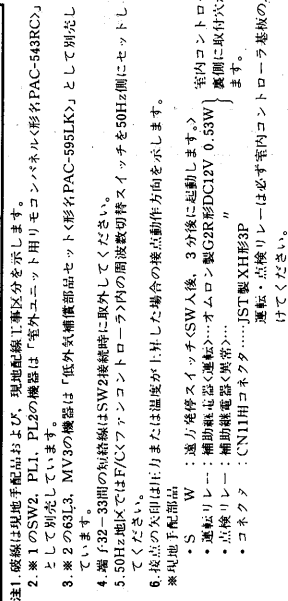 注1.破線は現地手配品および、現地配線工事区分を示します。
2.※1のSW2, PL1, PL2の機器は「室外ユニット用リモコンパネル〈形名PAC-543RC〉」
として別売しています。
3.※2の63L3, MV3の機器は「低外気補償部品セット〈形名PAC-595LK〉」として別売し
ています。
4.端子32－33間の短絡線はSW2接続時に取外してください。
5.50Hz地区ではF/C〈ファンコントローラ〉内の周波数切替スイッチを50Hz側にセットし
てください。
6.接点の矢印は圧力または温度が上昇した場合の接点動作方向を示します。
※現地手配部品
・S W :遠方発停スイッチ〈SW入後、3分後に起動します。〉
・運転リレー:補助継電器〈運転〉…オムロン製G2R形DC12V 0.53W} 室内コントロ
・点検リレー:補助継電器〈異常〉… 〃 裏側に取付穴
ます。
・コネクタ:CN11用コネクタ……JST製XH形3P
運転・点検リレーは必ず室内コントローラ基板の
けてください。